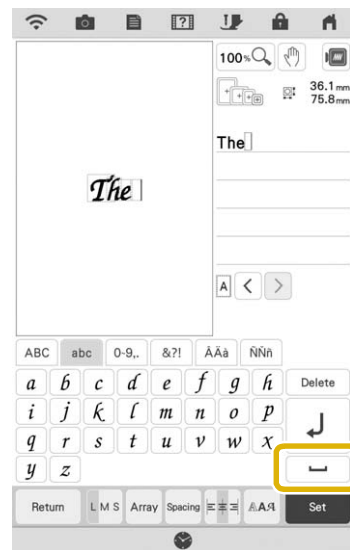 100%
36.1 mm
75.8 mm
The
The
A < >
ABC abc 0~9,. &?! ÄÄà ÑÑñ
a b c d e f g h Delete
i j k l m n o p
q r s t u v w x
y z
Return L M S Array Spacing AAЯ Set